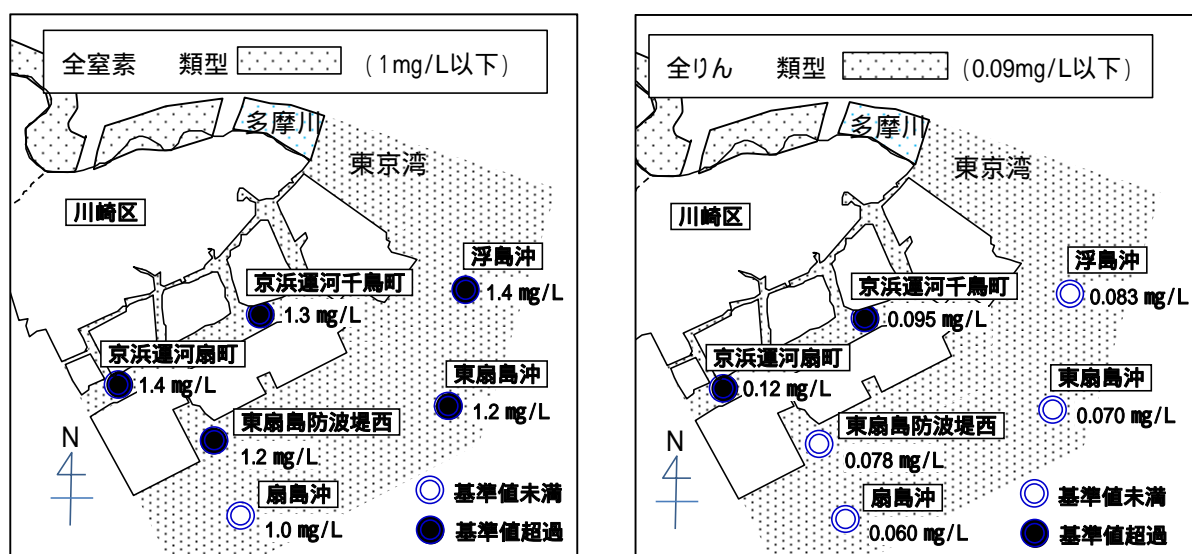 全窒素 類型 (1mg/L以下)
多摩川
東京湾
川崎区
浮島沖
1.4 mg/L
京浜運河千鳥町
1.3 mg/L
京浜運河扇町
1.4 mg/L
東扇島沖
1.2 mg/L
東扇島防波堤西
1.2 mg/L
扇島沖
1.0 mg/L
N
基準値未満
基準値超過
全りん 類型 (0.09mg/L以下)
多摩川
東京湾
川崎区
浮島沖
0.083 mg/L
京浜運河千鳥町
0.095 mg/L
京浜運河扇町
0.12 mg/L
東扇島沖
0.070 mg/L
東扇島防波堤西
0.078 mg/L
扇島沖
0.060 mg/L
N
基準値未満
基準値超過